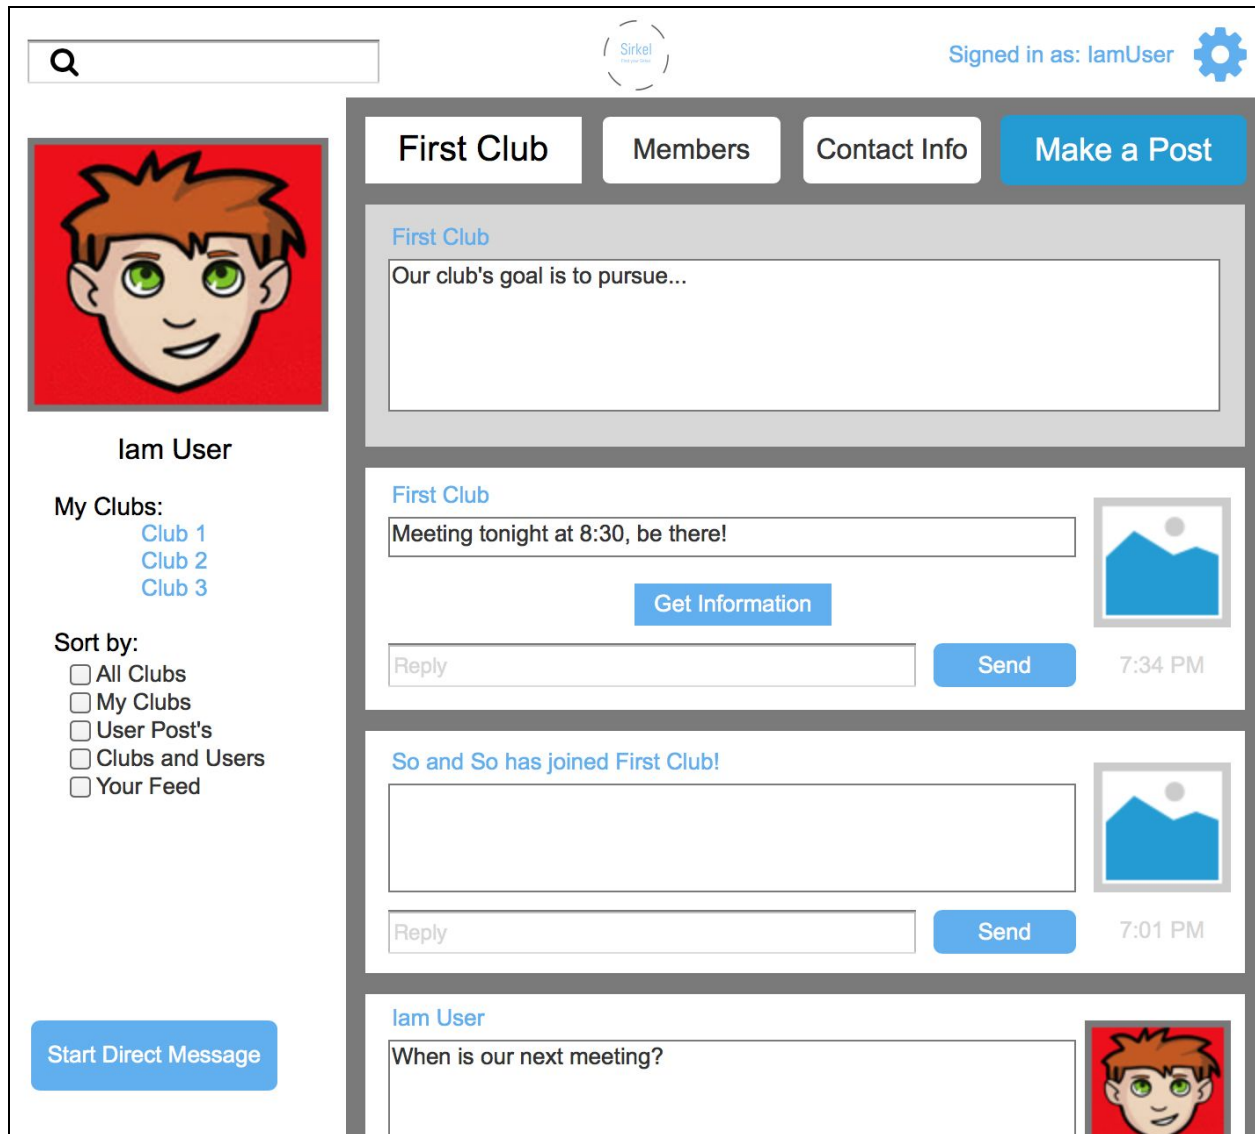 Sirkel
Signed in as: IamUser
First Club
Members
Contact Info
Make a Post
First Club
Our club's goal is to pursue...
Iam User
My Clubs:
Club 1
Club 2
Club 3
Sort by:
All Clubs
My Clubs
User Post's
Clubs and Users
Your Feed
Start Direct Message
First Club
Meeting tonight at 8:30, be there!
Get Information
Reply
Send
7:34 PM
So and So has joined First Club!
Reply
Send
7:01 PM
Iam User
When is our next meeting?